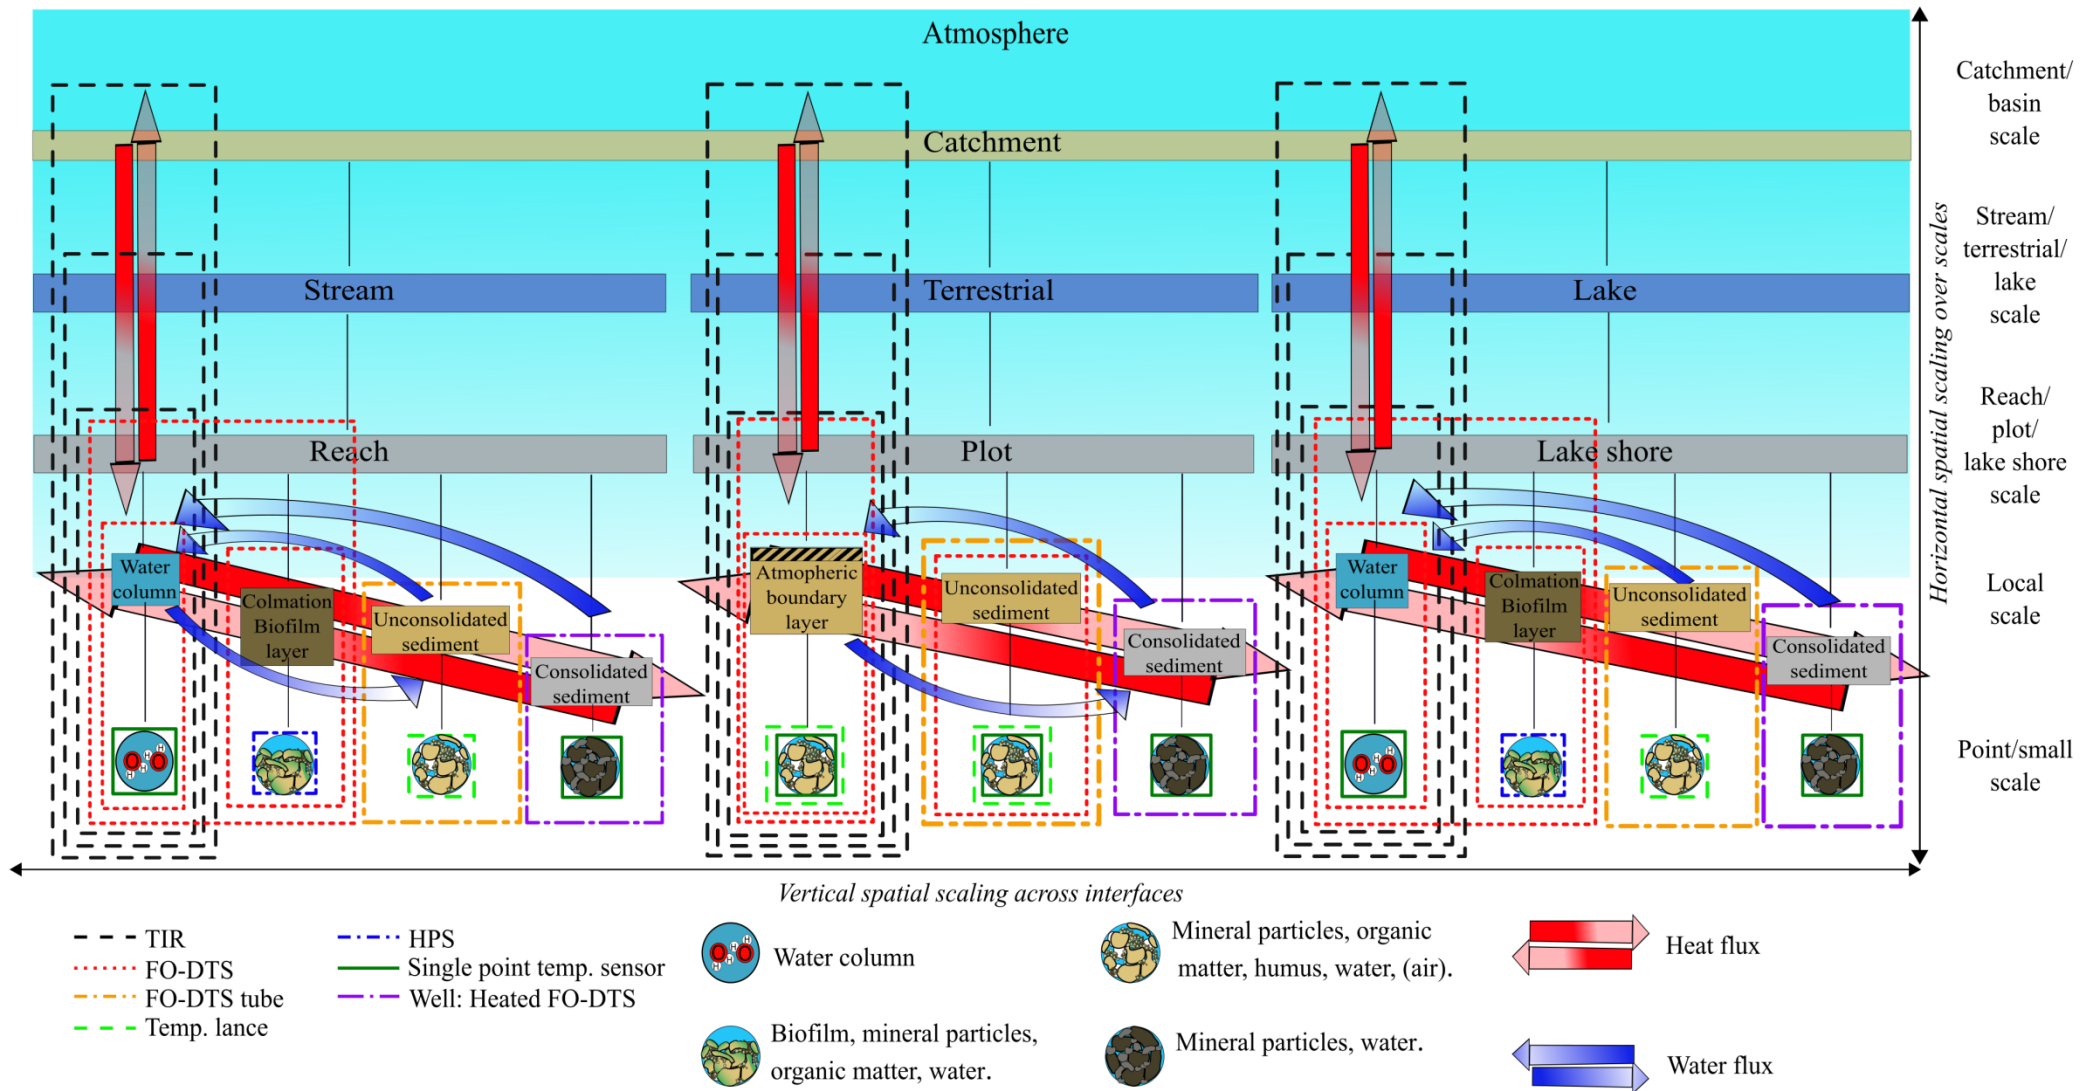 Atmosphere
Catchment
Stream
Terrestrial
Lake
Reach
Plot
Lake shore
Water
column
Colmation
Biofilm
layer
Unconsolidated
sediment
Consolidated
sediment
Atmopheric
boundary
layer
Unconsolidated
sediment
Consolidated
sediment
Water
column
Colmation
Biofilm
layer
Unconsolidated
sediment
Consolidated
sediment
H
H
O
O
H
H
H
H
O
O
H
H
Horizontal spatial scaling over scales
Catchment/
basin
scale
Stream/
terrestrial/
lake
scale
Reach/
plot/
lake shore
scale
Local
scale
Point/small
scale
Vertical spatial scaling across interfaces
TIR
FO-DTS
FO-DTS tube
Temp. lance
HPS
Single point temp. sensor
Well: Heated FO-DTS
H
H
O
O
H
H
Water column
Biofilm, mineral particles,
organic matter, water.
Mineral particles, organic
matter, humus, water, (air).
Mineral particles, water.
Heat flux
Water flux